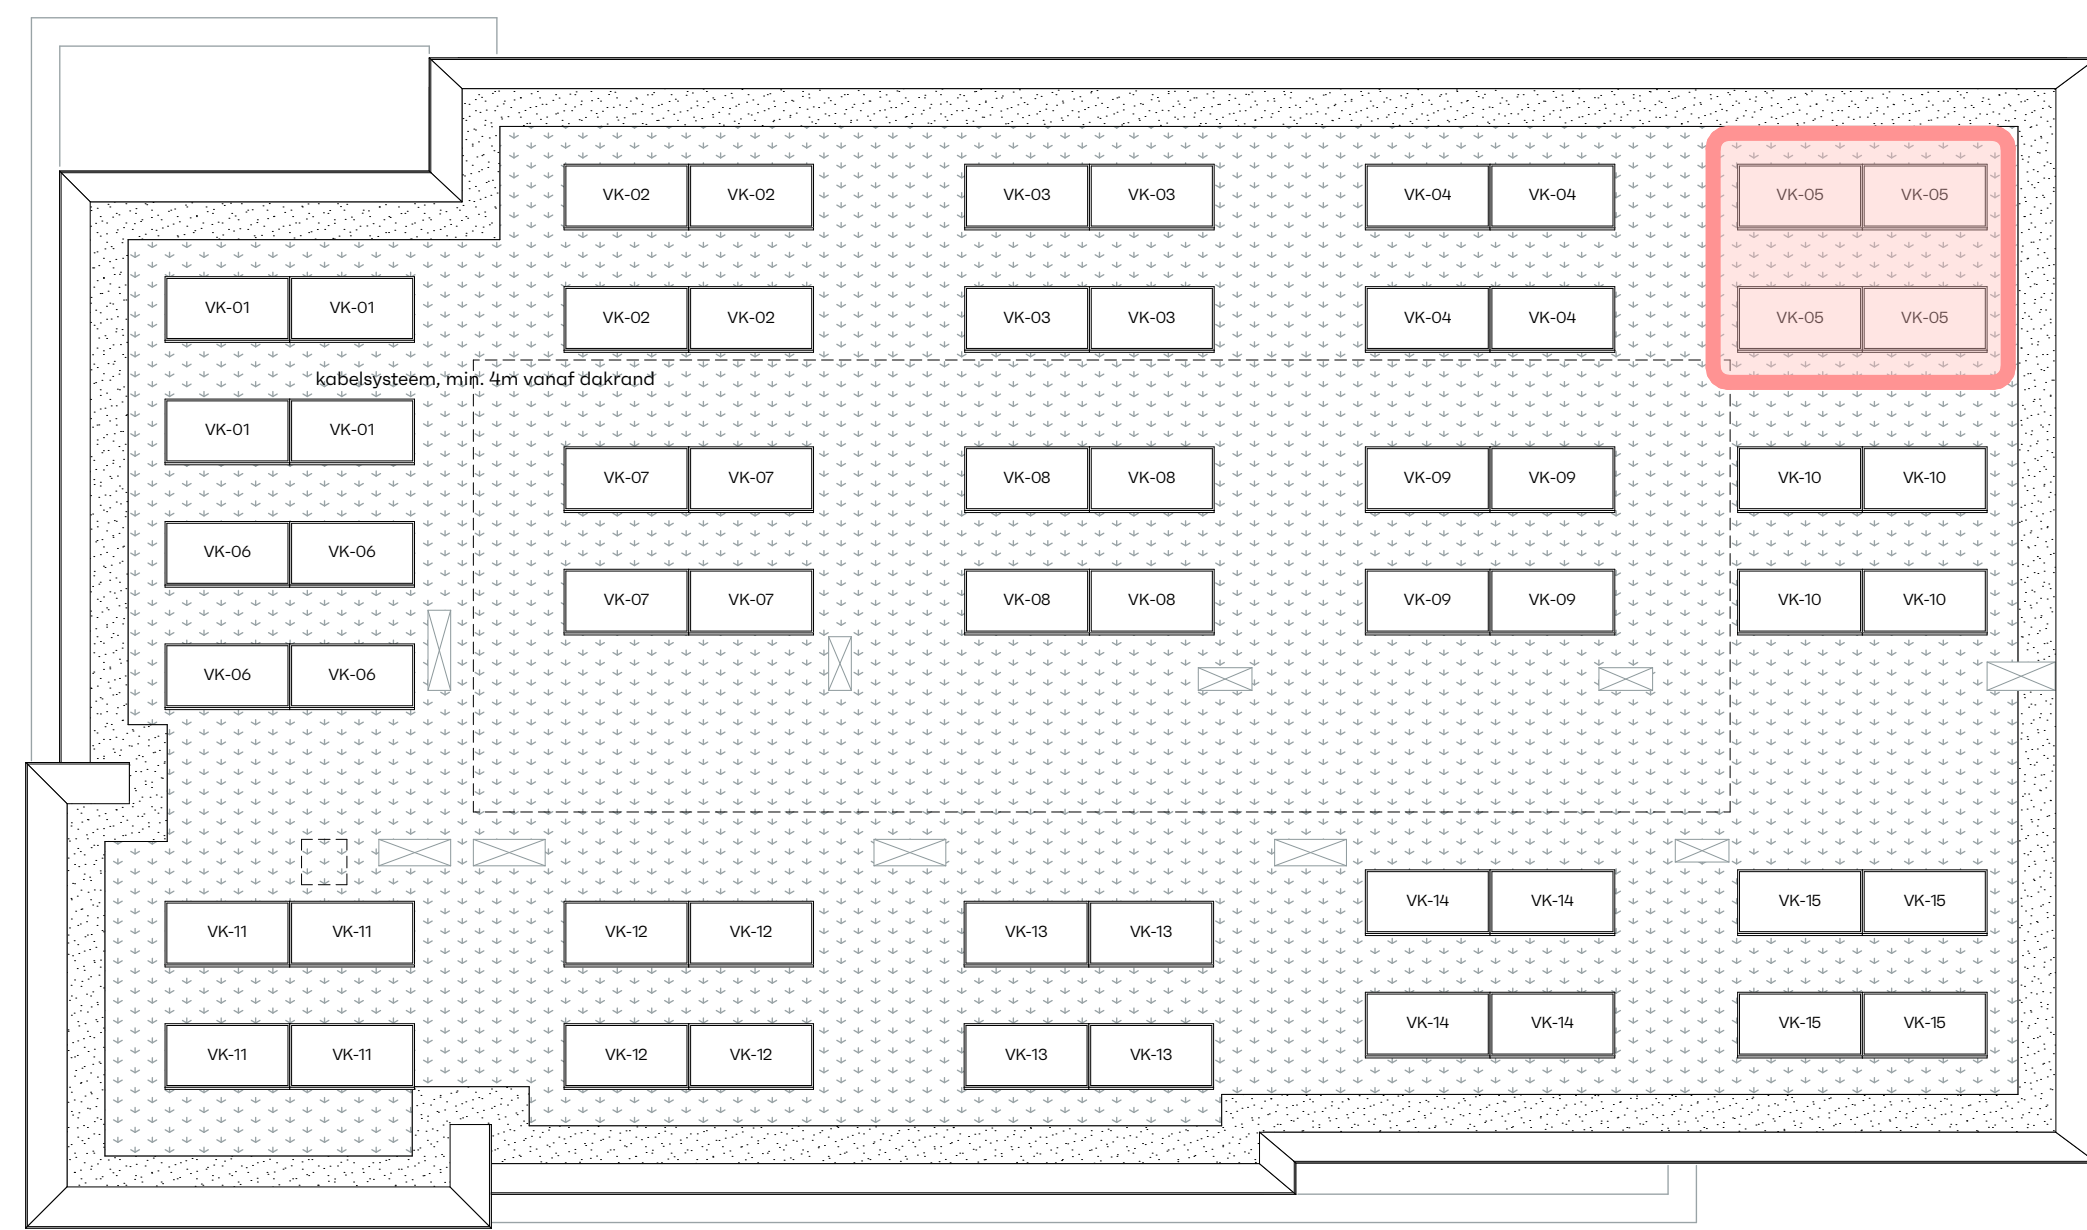 VK-02 VK-02 VK-03 VK-03 VK-04 VK-04 VK-05 VK-05
VK-01 VK-01
VK-02 VK-02 VK-03 VK-03 VK-04 VK-04 VK-05 VK-05
kabelsysteem, min. 4m vanaf dakrand
VK-01 VK-01
VK-07 VK-07 VK-08 VK-08 VK-09 VK-09 VK-10 VK-10
VK-06 VK-06
VK-07 VK-07 VK-08 VK-08 VK-09 VK-09 VK-10 VK-10
VK-06 VK-06
VK-14 VK-14 VK-15 VK-15
VK-11 VK-11 VK-12 VK-12 VK-13 VK-13
VK-14 VK-14 VK-15 VK-15
VK-11 VK-11 VK-12 VK-12 VK-13 VK-13